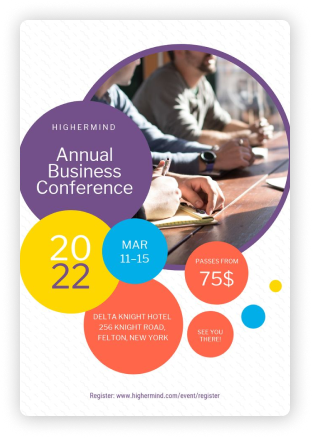 HIGHERMIND
Annual
Business
Conference
20
22
MAR
11–15
PASSES FROM
75$
DELTA KNIGHT HOTEL
256 KNIGHT ROAD,
FELTON, NEW YORK
SEE YOU
THERE!
Register: www.highermind.com/event/register